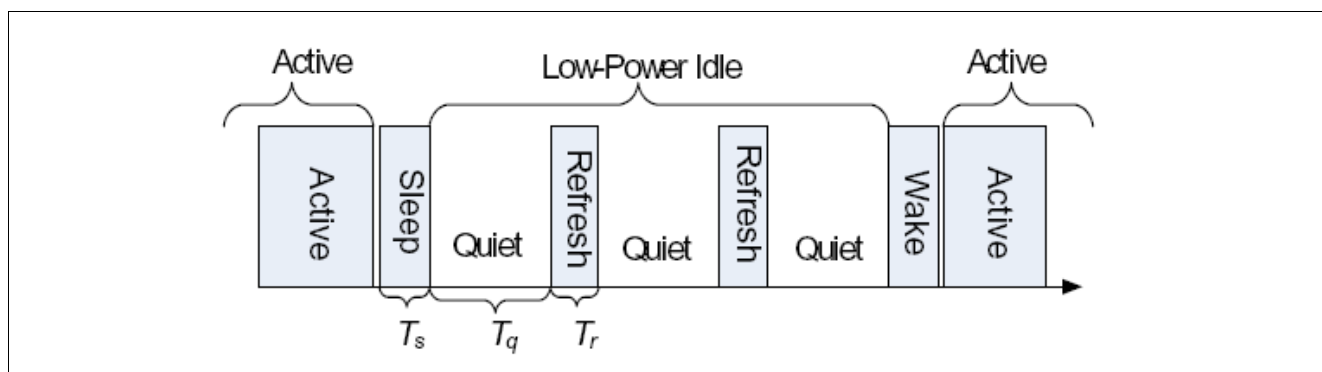 Active Low-Power Idle Active
Active
Sleep
Quiet
Refresh
Quiet
Refresh
Quiet
Wake
Active
Ts Tq Tr